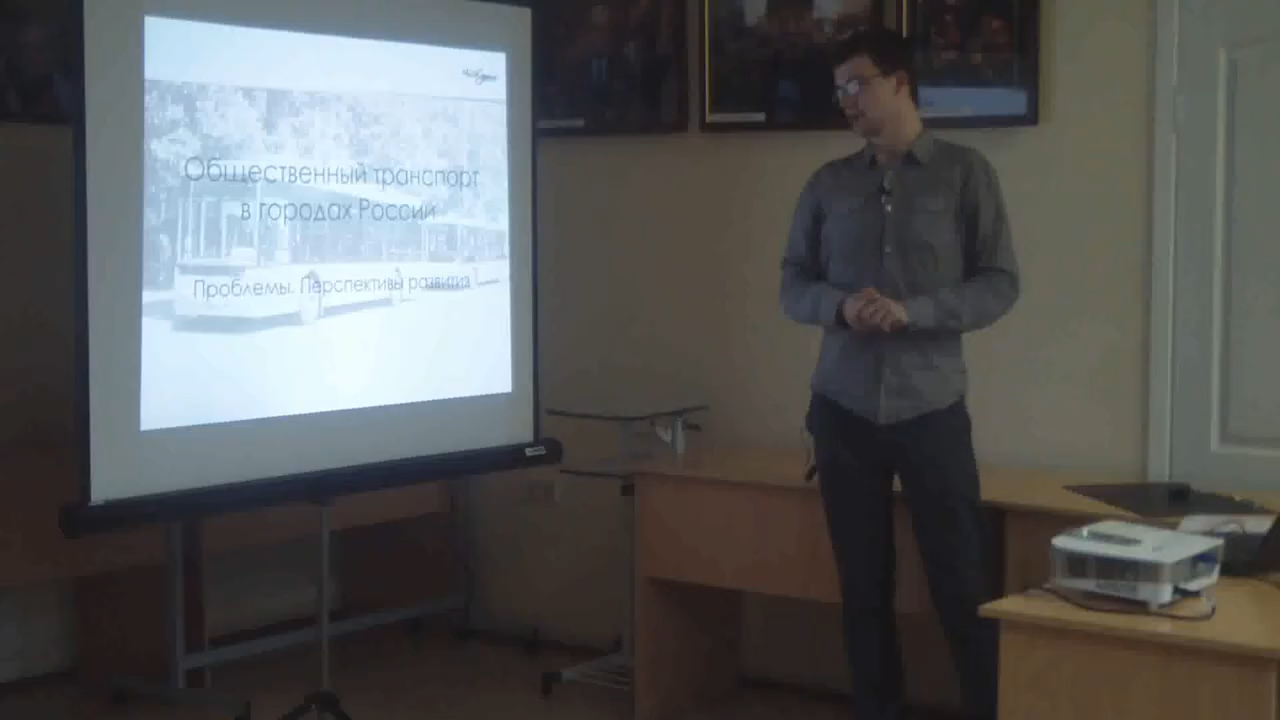 Общественный транспорт
в городах России
Проблемы. Перспективы развития